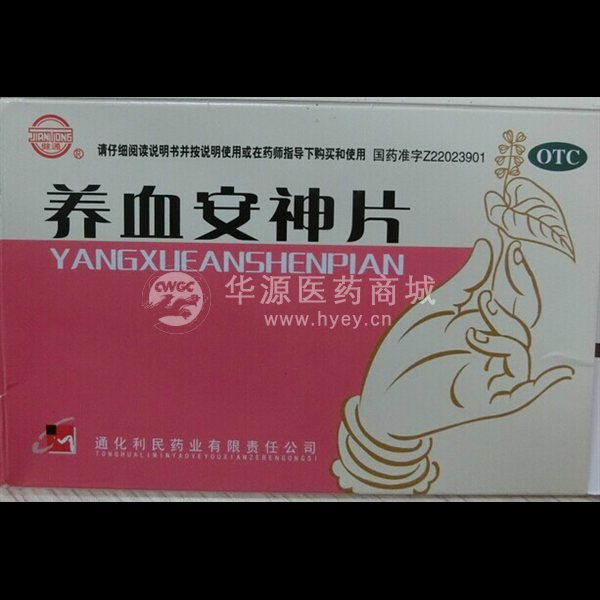 JIANTONG
®
请仔细阅读说明书并按说明使用或在药师指导下购买和使用 国药准字Z22023901
OTC
养血安神片
YANGXUEANSHENPIAN
CWGC 华源医药商城
www.hyey.cn
通化利民药业有限责任公司
TONGHUALIMINYAOYEYOUXIANZERENGONGSI